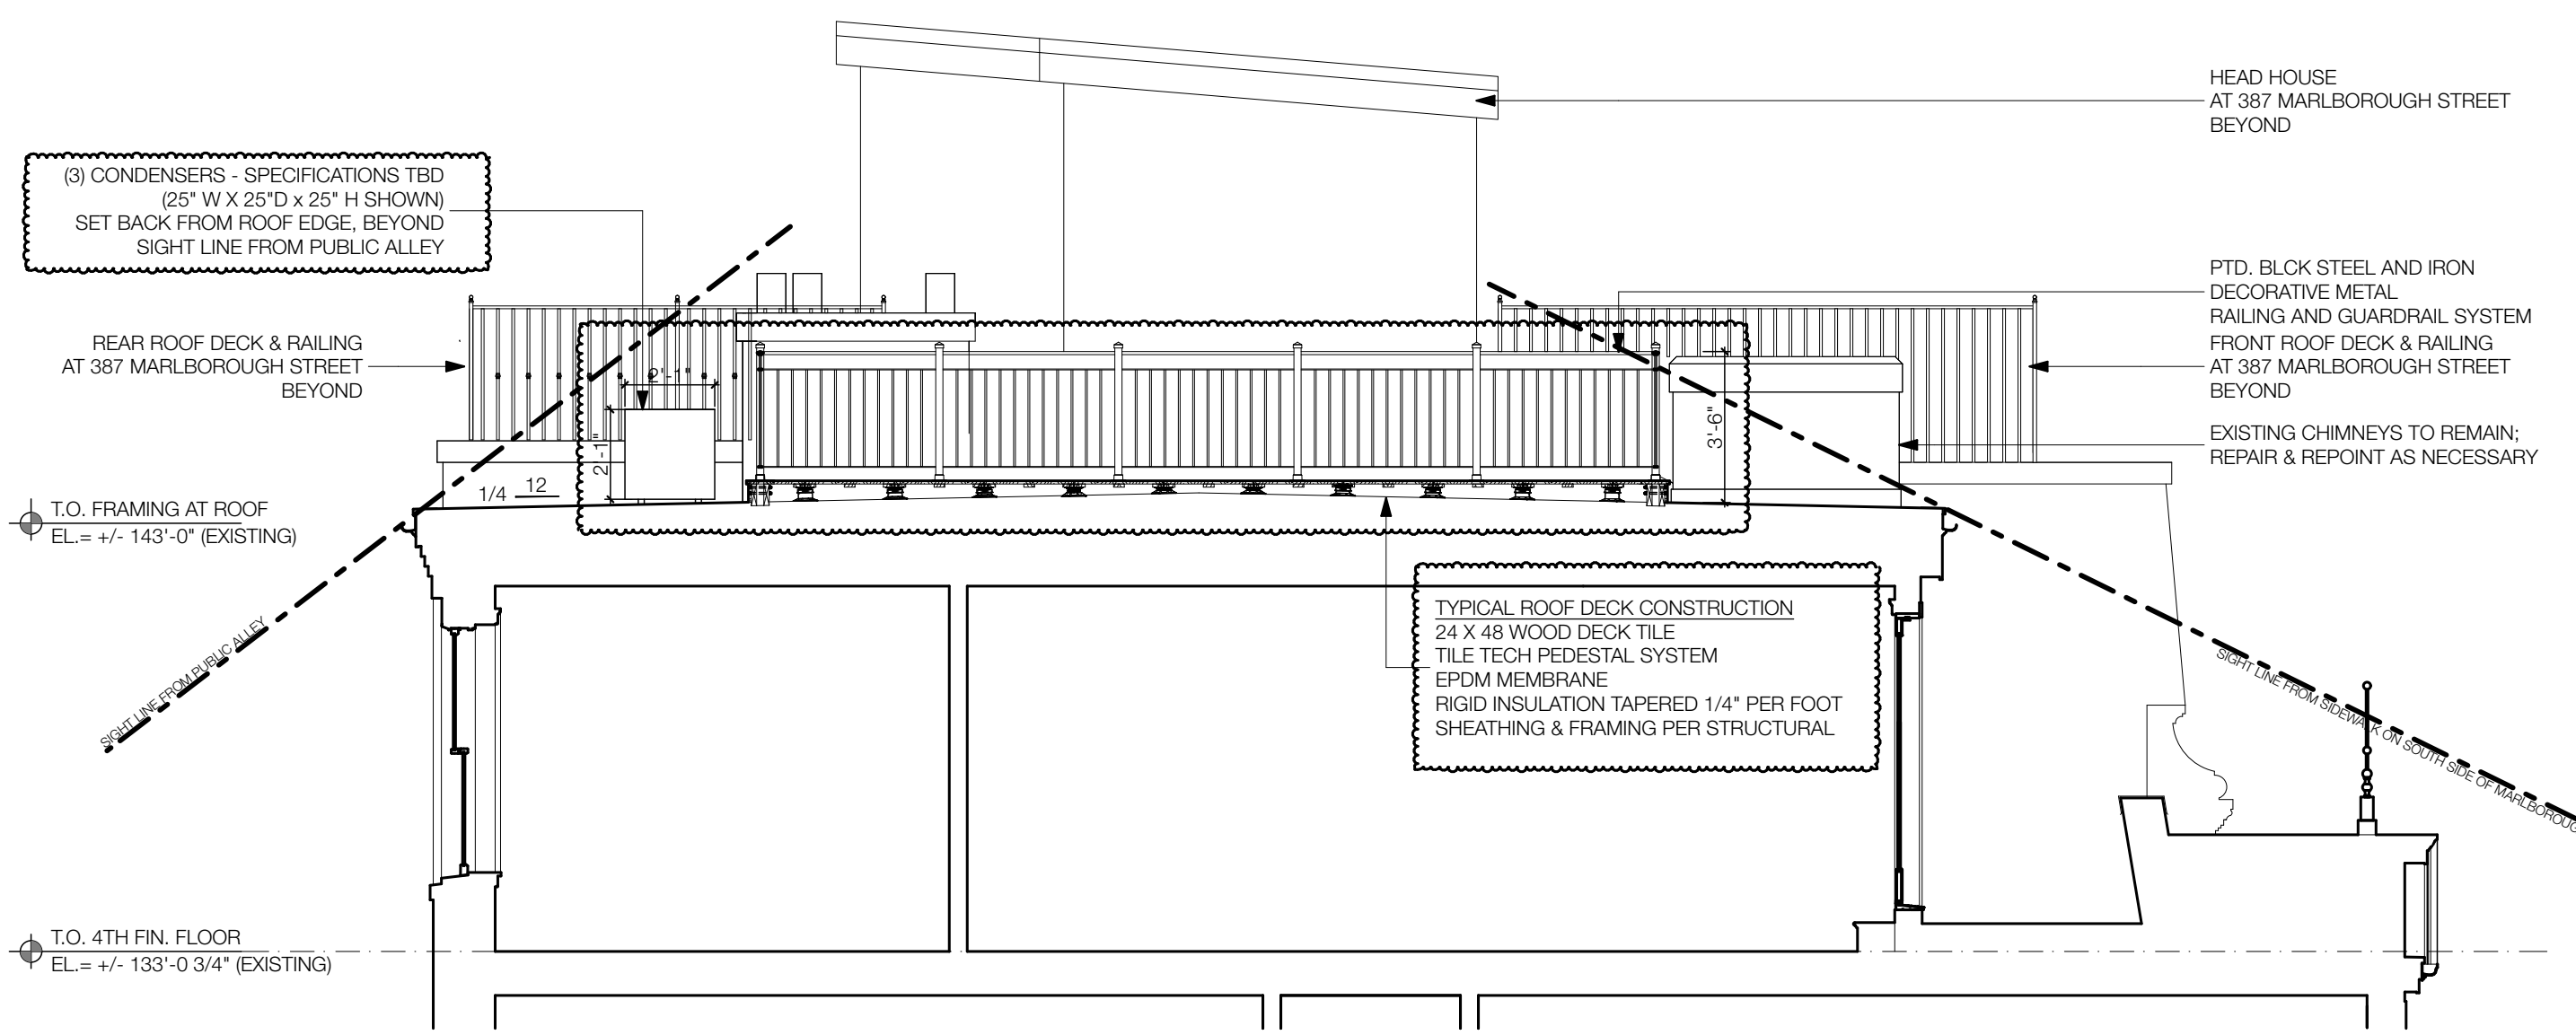 HEAD HOUSE
AT 387 MARLBOROUGH STREET
BEYOND
(3) CONDENSERS - SPECIFICATIONS TBD
(25" W X 25"D x 25" H SHOWN)
SET BACK FROM ROOF EDGE, BEYOND
SIGHT LINE FROM PUBLIC ALLEY
PTD. BLCK STEEL AND IRON
DECORATIVE METAL
RAILING AND GUARDRAIL SYSTEM
REAR ROOF DECK & RAILING
AT 387 MARLBOROUGH STREET
BEYOND
FRONT ROOF DECK & RAILING
AT 387 MARLBOROUGH STREET
BEYOND
2'-1"
2'-1"
3'-6"
EXISTING CHIMNEYS TO REMAIN;
REPAIR & REPOINT AS NECESSARY
1/4 12
T.O. FRAMING AT ROOF
EL.= +/- 143'-0" (EXISTING)
TYPICAL ROOF DECK CONSTRUCTION
24 X 48 WOOD DECK TILE
TILE TECH PEDESTAL SYSTEM
EPDM MEMBRANE
RIGID INSULATION TAPERED 1/4" PER FOOT
SHEATHING & FRAMING PER STRUCTURAL
SIGHT LINE FROM PUBLIC ALLEY
SIGHT LINE FROM SIDEWALK ON SOUTH SIDE OF MARLBOROUG
T.O. 4TH FIN. FLOOR
EL.= +/- 133'-0 3/4" (EXISTING)